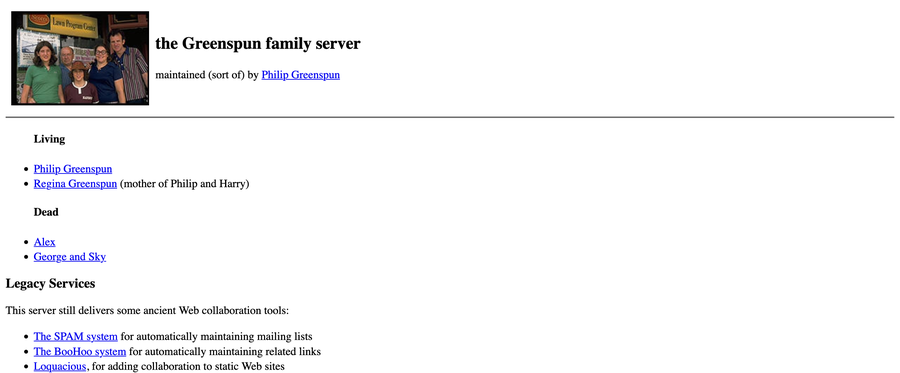 Lawn Program Center
the Greenspun family server
maintained (sort of) by Philip Greenspun
Living
Philip Greenspun
Regina Greenspun (mother of Philip and Harry)
Dead
Alex
George and Sky
Legacy Services
This server still delivers some ancient Web collaboration tools:
The SPAM system for automatically maintaining mailing lists
The BooHoo system for automatically maintaining related links
Loquacious, for adding collaboration to static Web sites